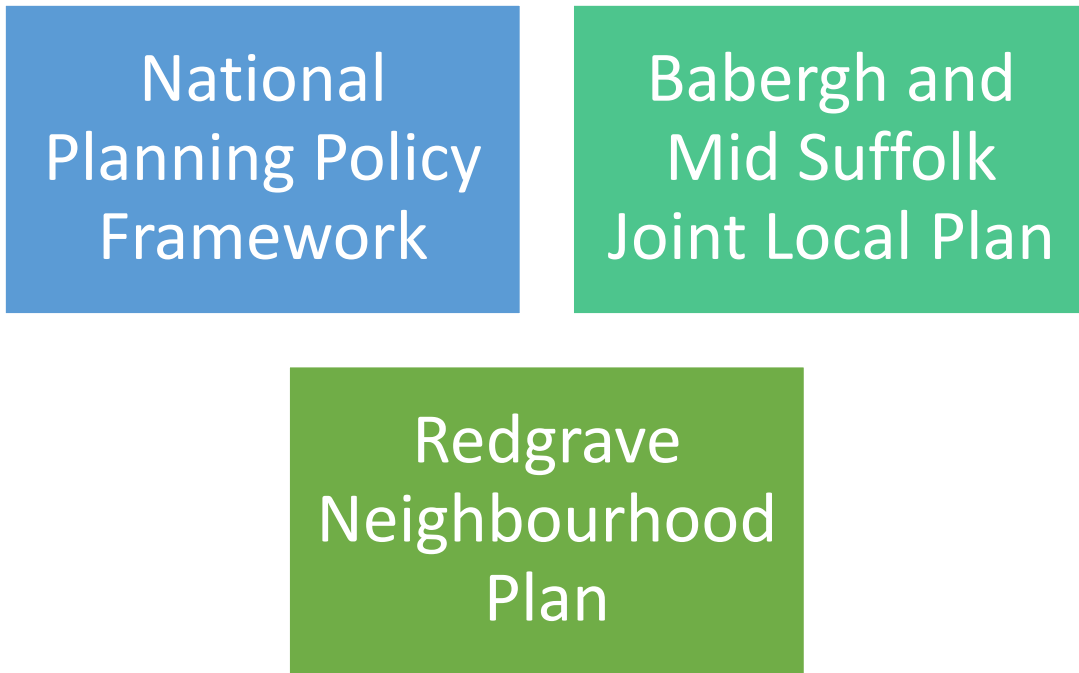 National
Planning Policy
Framework
Babergh and
Mid Suffolk
Joint Local Plan
Redgrave
Neighbourhood
Plan